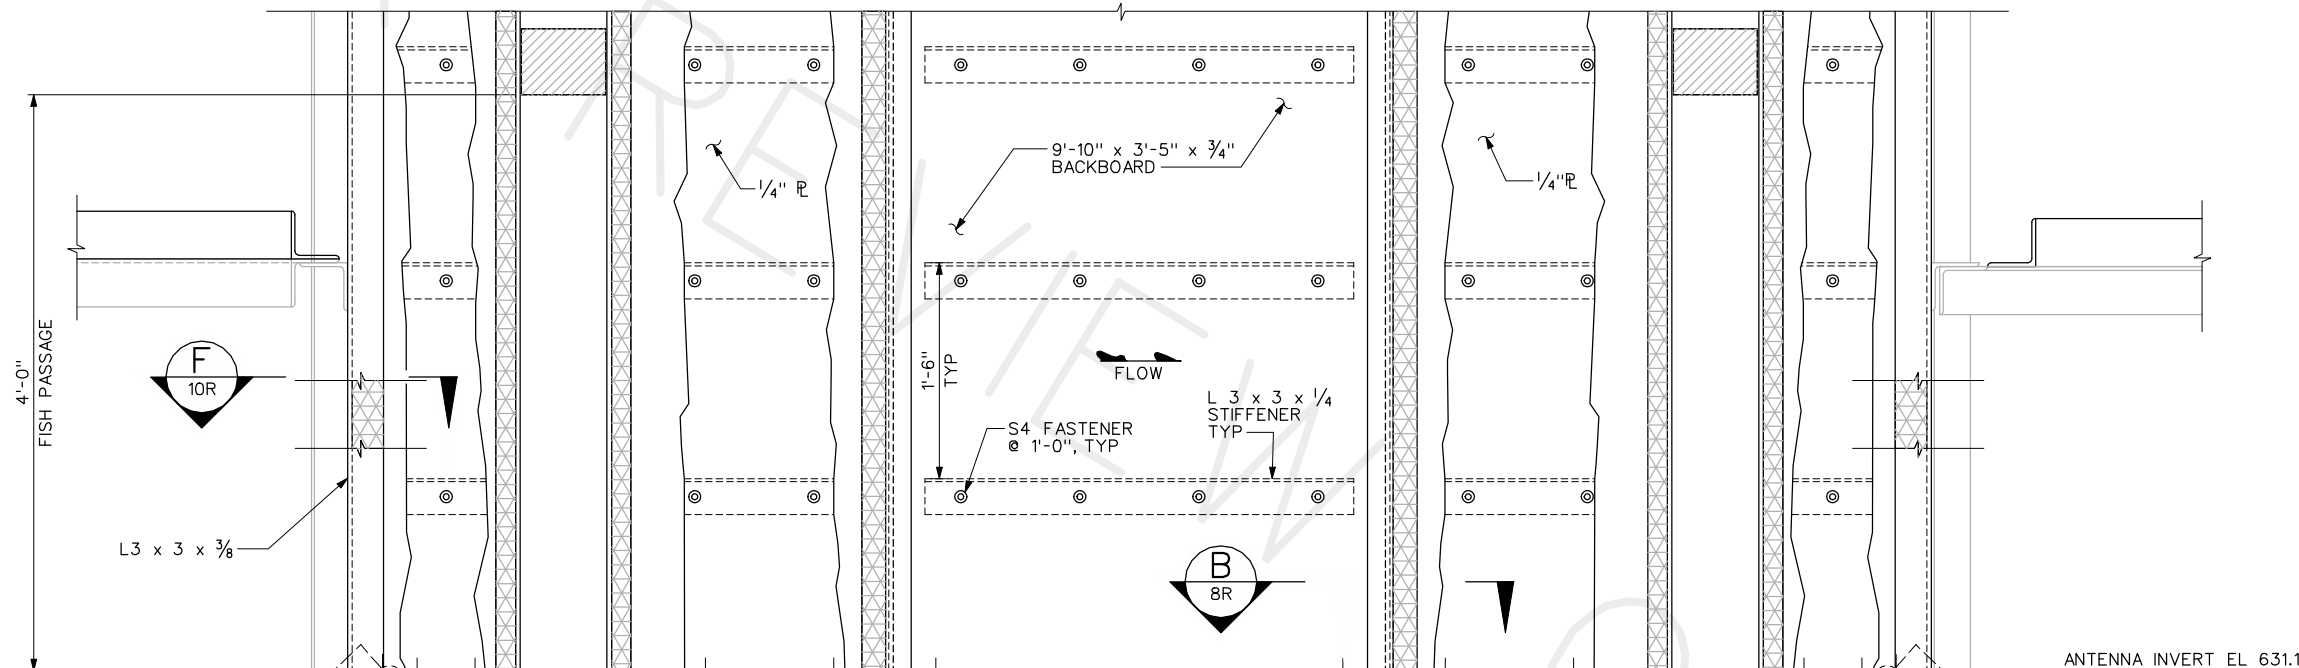 9'-10" x 3'-5" x 3/4"
BACKBOARD
1/4" PL
1/4" PL
4'-0"
FISH PASSAGE
F
10R
1'-6"
TYP
FLOW
L 3 x 3 x 1/4
STIFFENER
TYP
S4 FASTENER
@ 1'-0", TYP
L3 x 3 x 3/8
B
8R
ANTENNA INVERT EL 631.1
REVIEW